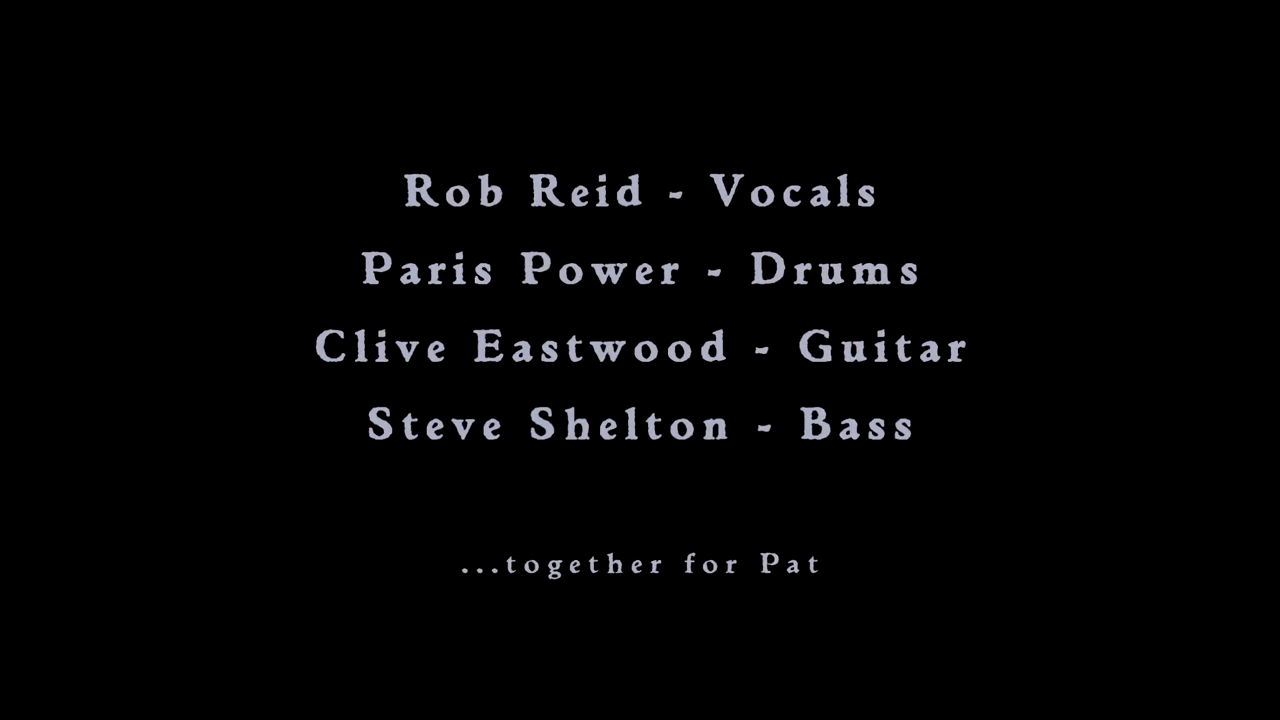 Rob Reid - Vocals
Paris Power - Drums
Clive Eastwood - Guitar
Steve Shelton - Bass
...together for Pat